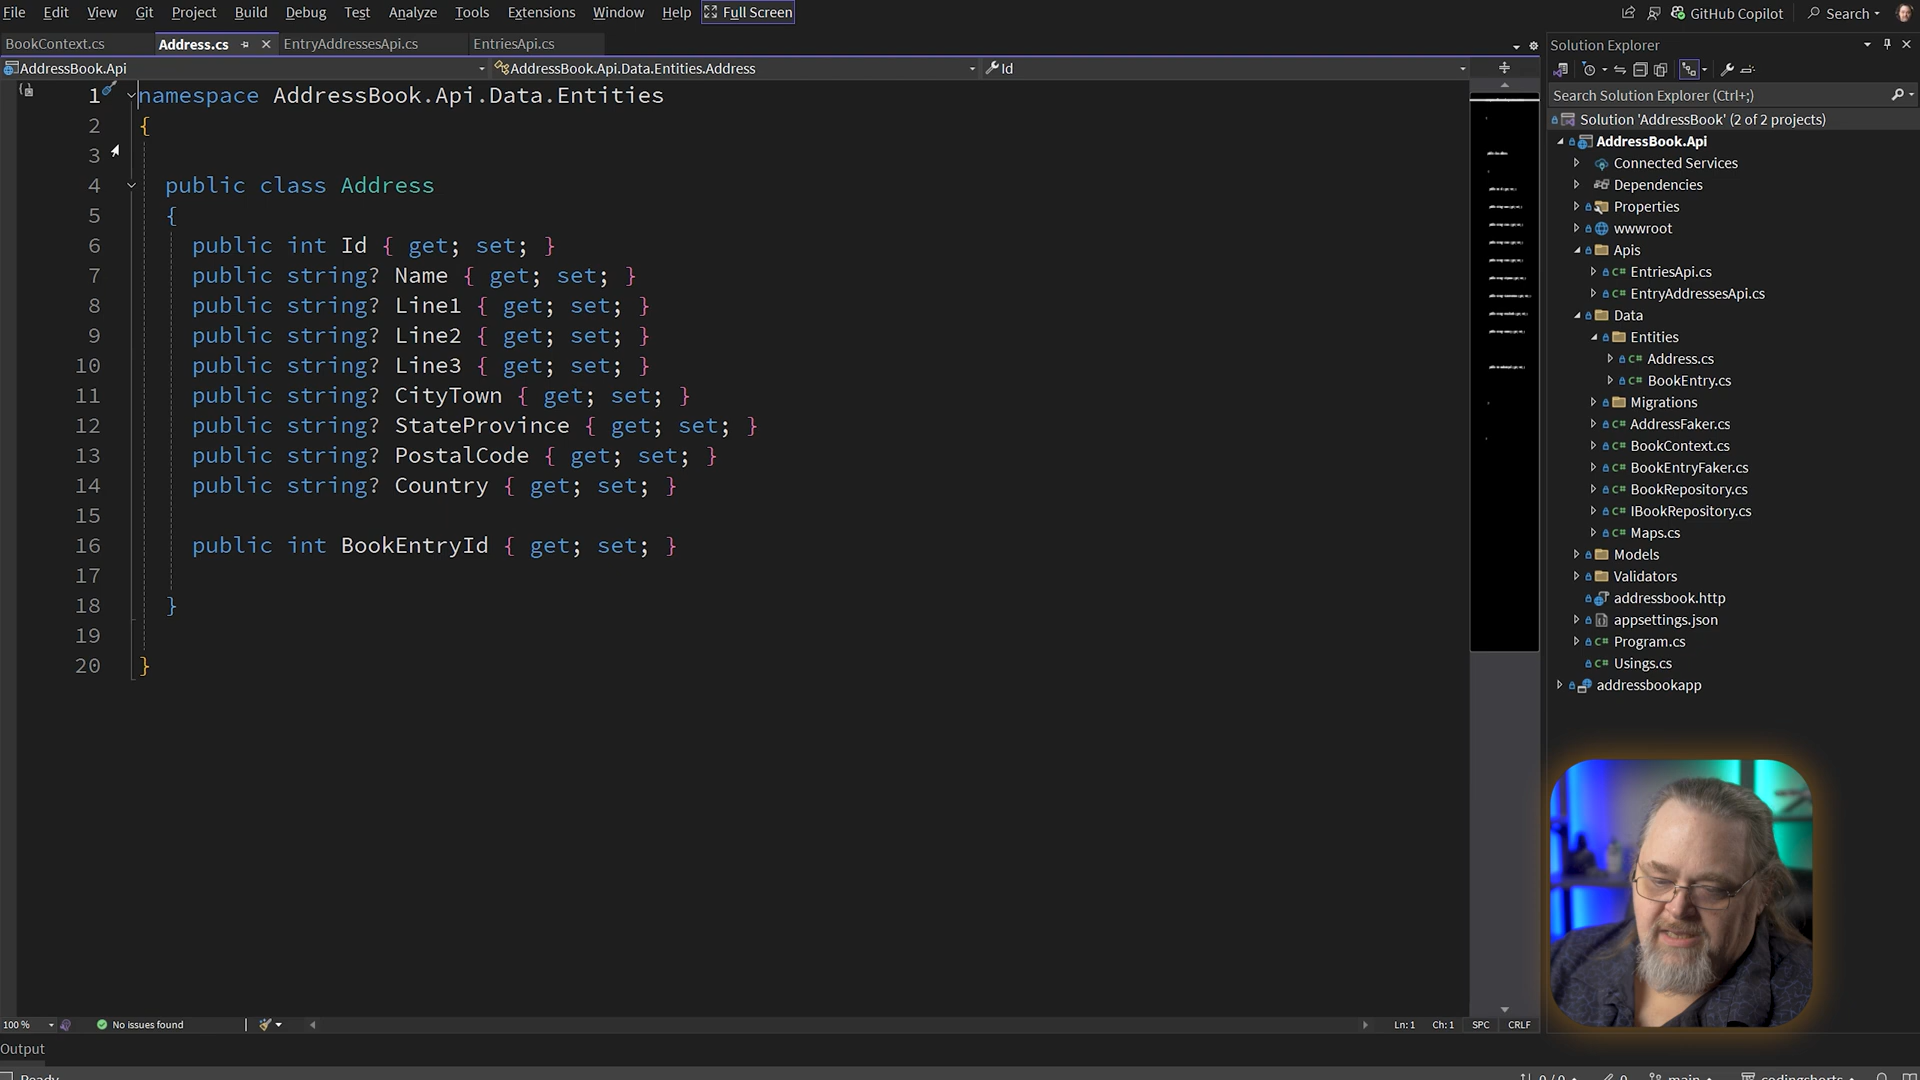 File Edit View Git Project Build Debug Test Analyze Tools Extensions Window Help Full Screen GitHub Copilot Search
BookContext.cs Address.cs EntryAddressesApi.cs EntriesApi.cs
AddressBook.Api AddressBook.Api.Data.Entities.Address Id
1 namespace AddressBook.Api.Data.Entities
2 {
3
4 public class Address
5 {
6 public int Id { get; set; }
7 public string? Name { get; set; }
8 public string? Line1 { get; set; }
9 public string? Line2 { get; set; }
10 public string? Line3 { get; set; }
11 public string? CityTown { get; set; }
12 public string? StateProvince { get; set; }
13 public string? PostalCode { get; set; }
14 public string? Country { get; set; }
15
16 public int BookEntryId { get; set; }
17
18 }
19
20 }
Solution Explorer
Search Solution Explorer (Ctrl+;)
Solution 'AddressBook' (2 of 2 projects)
AddressBook.Api
Connected Services
Dependencies
Properties
wwwroot
Apis
C# EntriesApi.cs
C# EntryAddressesApi.cs
Data
Entities
C# Address.cs
C# BookEntry.cs
Migrations
C# AddressFaker.cs
C# BookContext.cs
C# BookEntryFaker.cs
C# BookRepository.cs
C# IBookRepository.cs
C# Maps.cs
Models
Validators
addressbook.http
appsettings.json
C# Program.cs
C# Usings.cs
addressbookapp
100 % No issues found Ln: 1 Ch: 1 SPC CRLF
Output
Ready 0 / 0 0 main codingshorts